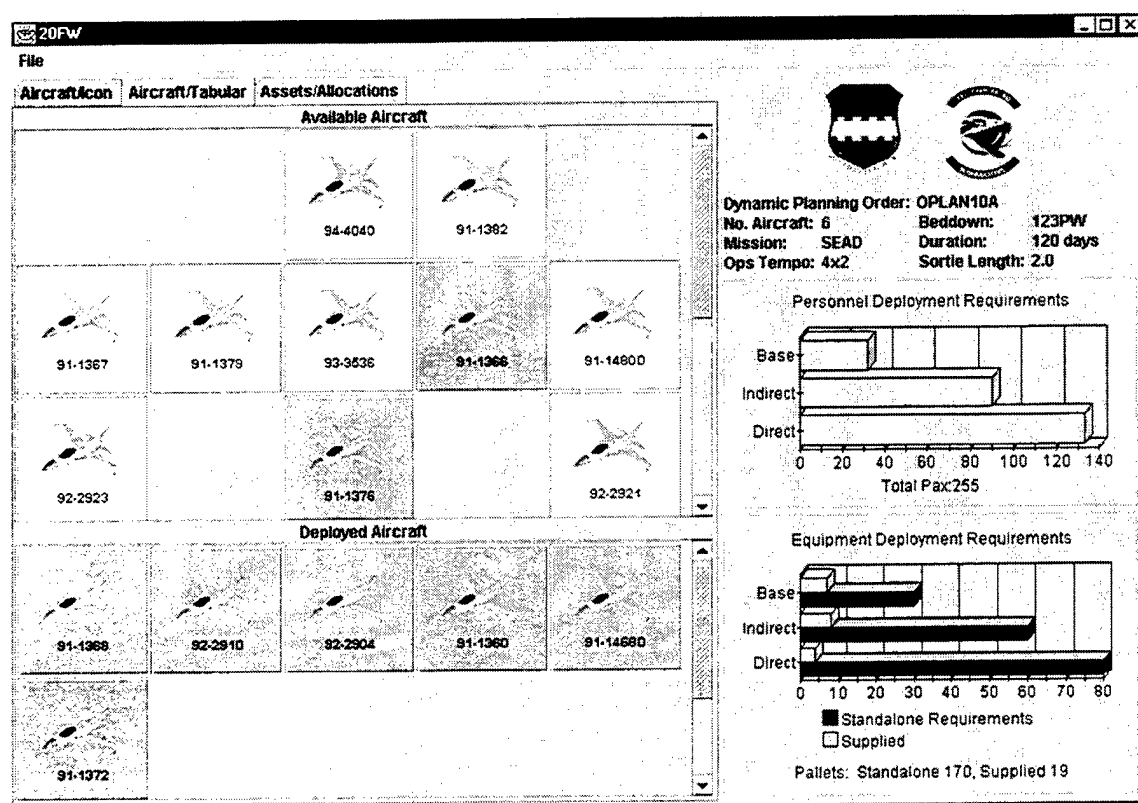 20FW
File
Aircraft/Icon Aircraft/Tabular Assets/Allocations
Available Aircraft
94-4040 91-1382
91-1367 91-1379 93-3536 91-1366 91-1480D
92-2923 91-1376 92-2921
Deployed Aircraft
91-1368 92-2910 92-2904 91-1360 91-1468D
91-1372
Dynamic Planning Order: OPLAN10A
No. Aircraft: 6 Beddown: 123PW
Mission: SEAD Duration: 120 days
Ops Tempo: 4x2 Sortie Length: 2.0
Personnel Deployment Requirements
Base
Indirect
Direct
0 20 40 60 80 100 120 140
Total Pax:255
Equipment Deployment Requirements
Base
Indirect
Direct
0 10 20 30 40 50 60 70 80
Standalone Requirements
Supplied
Pallets: Standalone 170, Supplied 19